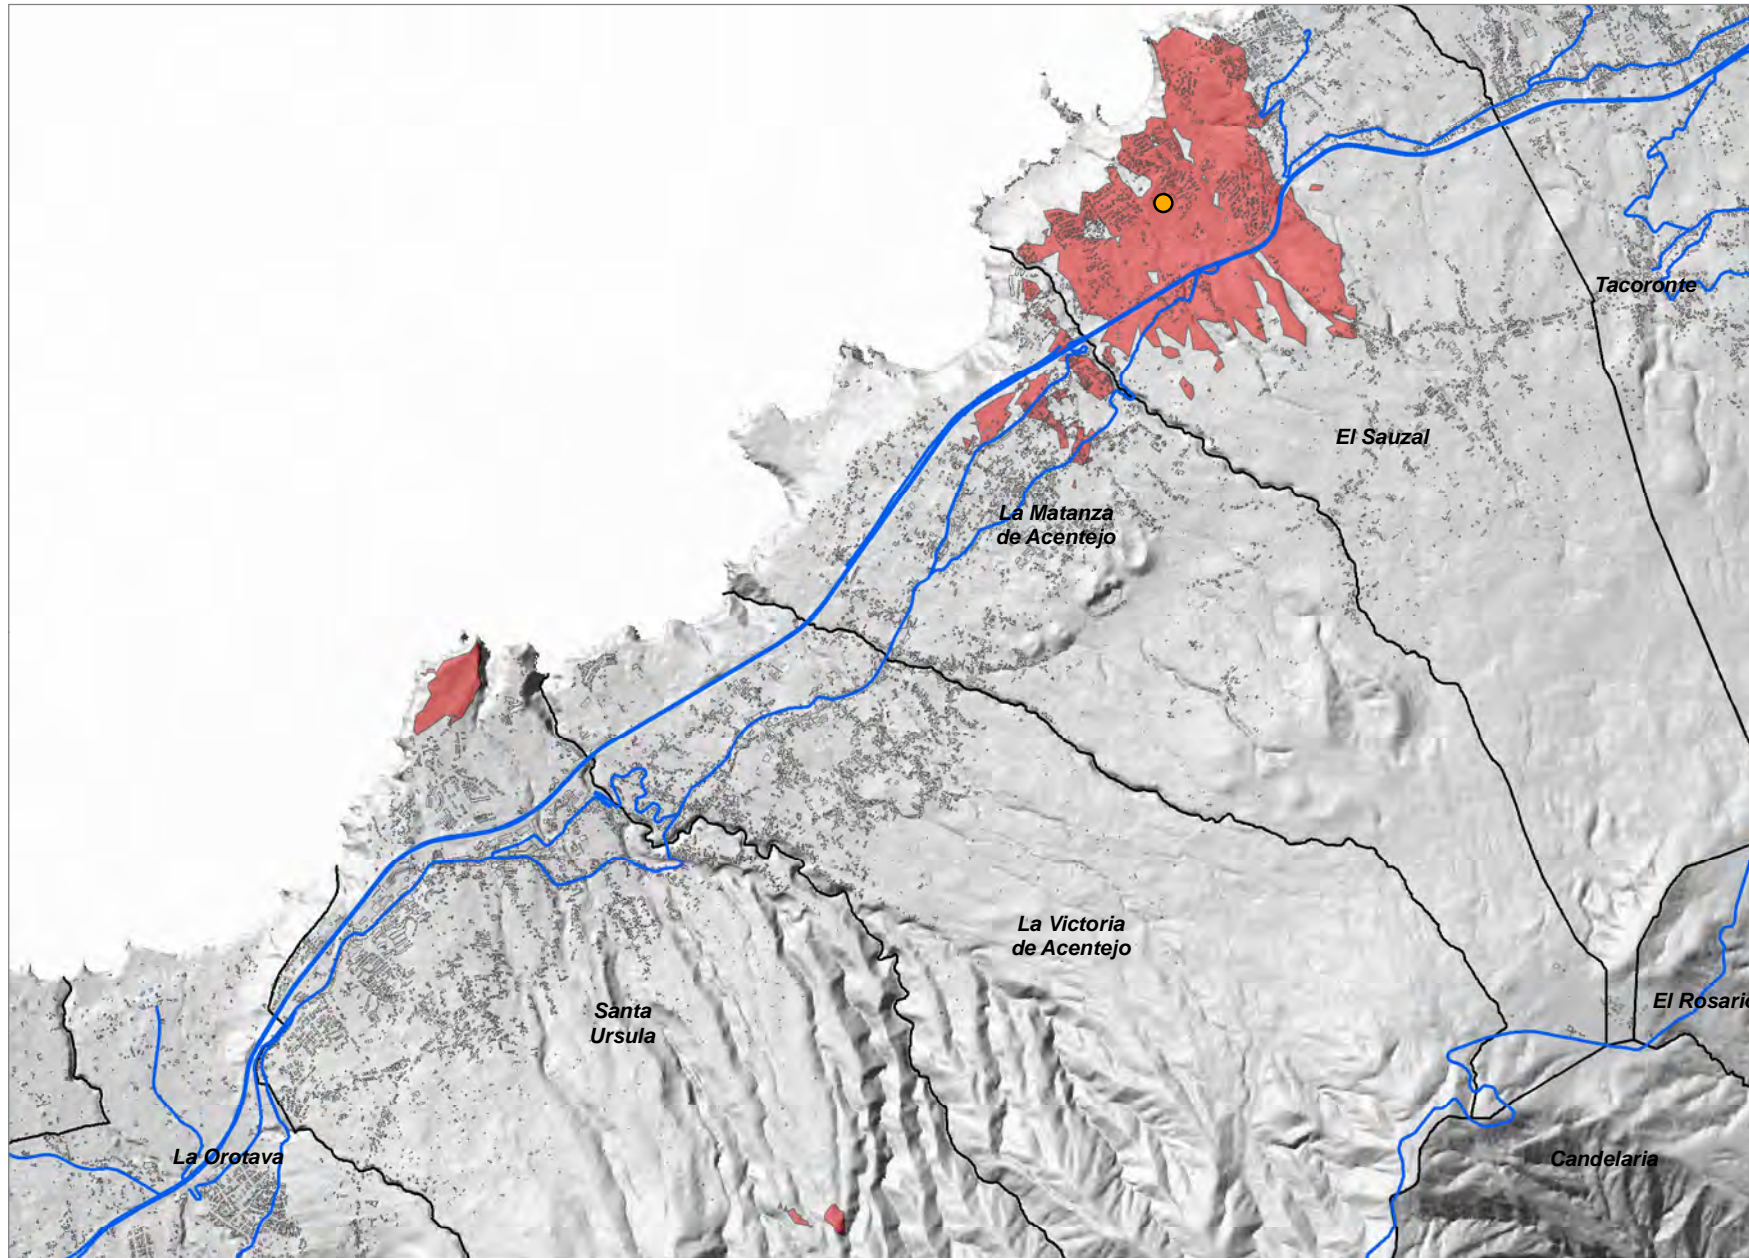 Tacoronte
El Sauzal
La Matanza
de Acentejo
La Victoria
de Acentejo
Santa
Ursula
El Rosario
La Orotava
Candelaria